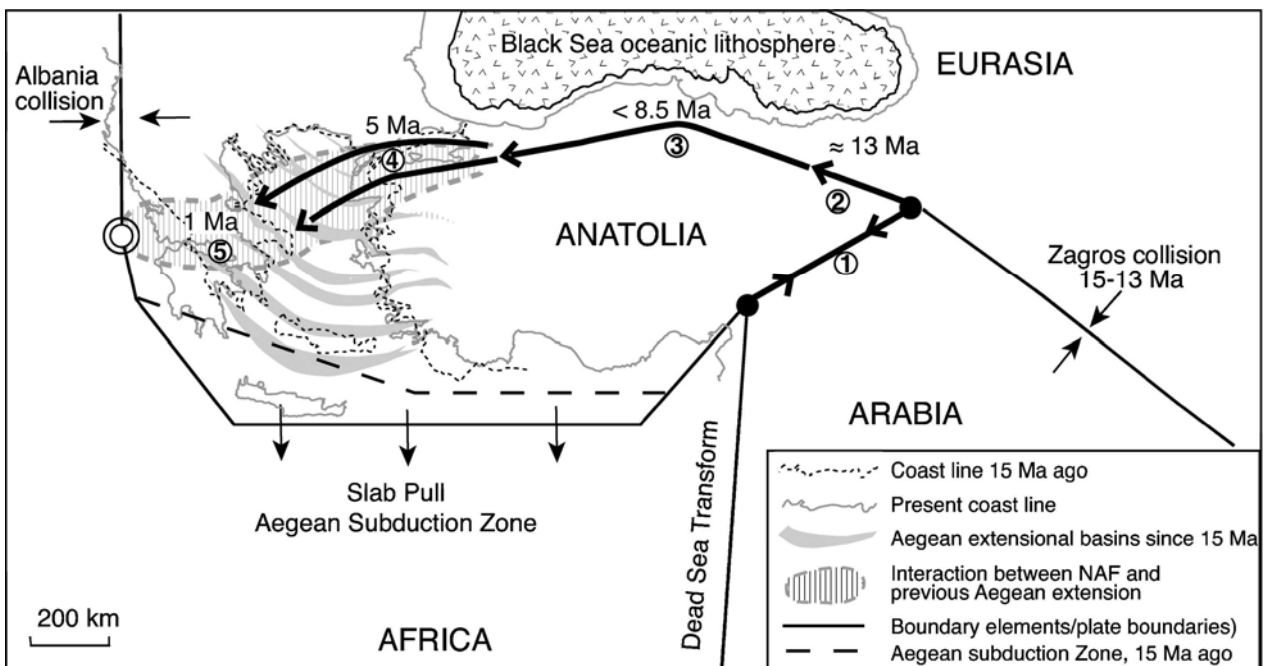 Black Sea oceanic lithosphere
EURASIA
Albania
collision
< 8.5 Ma
5 Ma
③
≈ 13 Ma
④
②
1 Ma
⑤
ANATOLIA
①
Zagros collision
15-13 Ma
ARABIA
Slab Pull
Aegean Subduction Zone
Dead Sea Transform
AFRICA
200 km
Coast line 15 Ma ago
Present coast line
Aegean extensional basins since 15 Ma
Interaction between NAF and
previous Aegean extension
Boundary elements/plate boundaries)
Aegean subduction Zone, 15 Ma ago